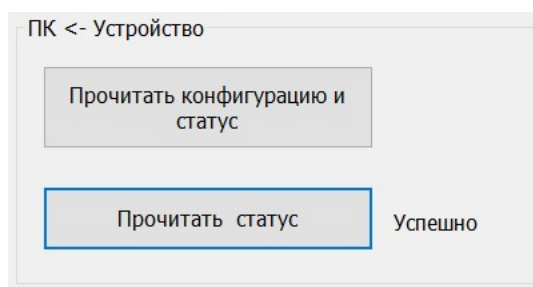 ПК <- Устройство
Прочитать конфигурацию и
статус
Прочитать  статус
Успешно